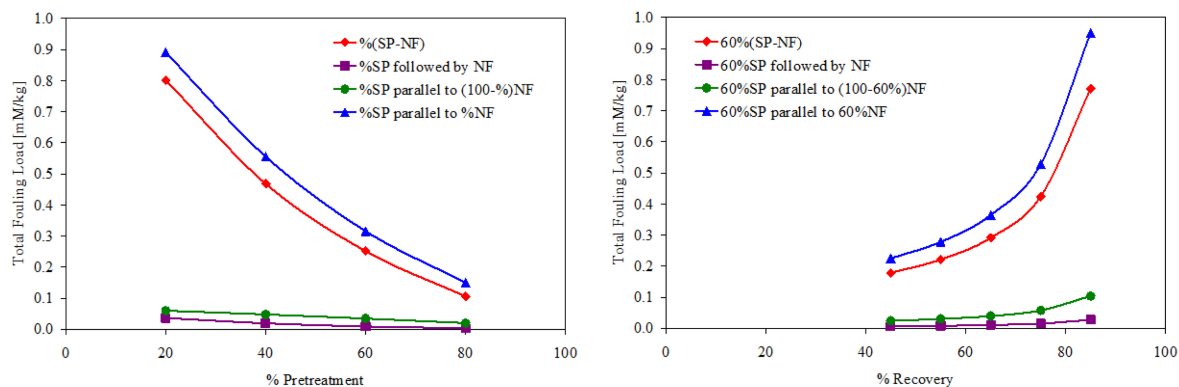 Total Fouling Load [mM/kg]
1.0
0.9
0.8
0.7
0.6
0.5
0.4
0.3
0.2
0.1
0.0
%(SP-NF)
%SP followed by NF
%SP parallel to (100-%)NF
%SP parallel to %NF
0 20 40 60 80 100
% Pretreatment
Total Fouling Load [mM/kg]
1.0
0.9
0.8
0.7
0.6
0.5
0.4
0.3
0.2
0.1
0.0
60%(SP-NF)
60%SP followed by NF
60%SP parallel to (100-60%)NF
60%SP parallel to 60%NF
0 20 40 60 80 100
% Recovery